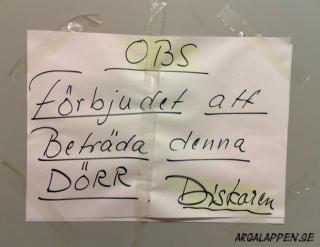 OBS
Förbjudet att
Beträda denna
DÖRR
Diskaren
ARGALAPPEN.SE